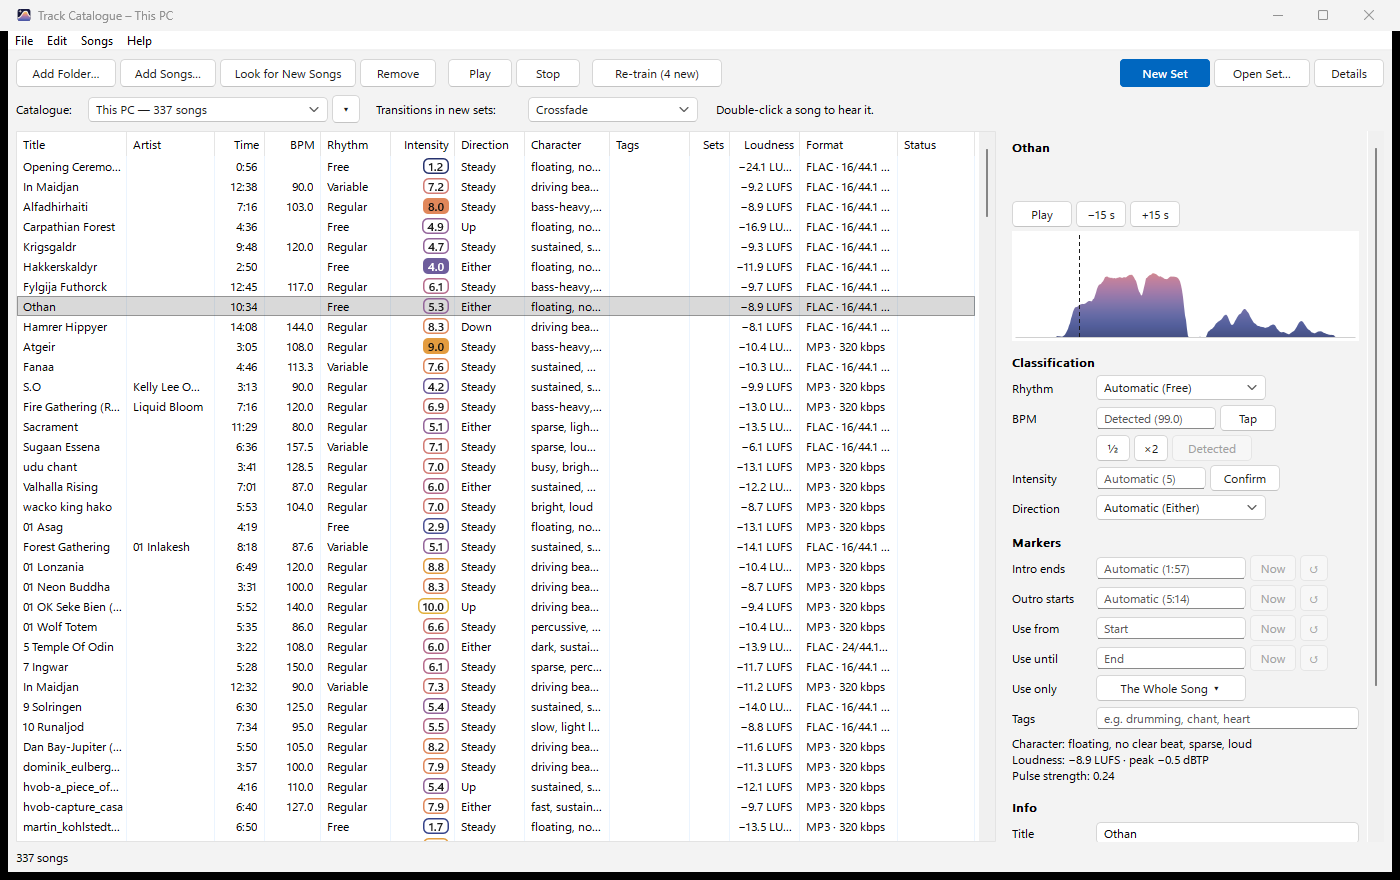 Track Catalogue – This PC
File Edit Songs Help
Add Folder... Add Songs... Look for New Songs Remove Play Stop Re-train (4 new) New Set Open Set... Details
Catalogue: This PC — 337 songs Transitions in new sets: Crossfade Double-click a song to hear it.
Title Artist Time BPM Rhythm Intensity Direction Character Tags Sets Loudness Format Status
Opening Ceremo... 0:56 Free 1.2 Steady floating, no... −24.1 LU... FLAC · 16/44.1 ...
In Maidjan 12:38 90.0 Variable 7.2 Steady driving bea... −9.2 LUFS FLAC · 16/44.1 ...
Alfadhirhaiti 7:16 103.0 Regular 8.0 Steady bass-heavy,... −8.9 LUFS FLAC · 16/44.1 ...
Carpathian Forest 4:36 Free 4.9 Up floating, no... −16.9 LU... FLAC · 16/44.1 ...
Krigsgaldr 9:48 120.0 Regular 4.7 Steady sustained, s... −9.3 LUFS FLAC · 16/44.1 ...
Hakkerskaldyr 2:50 Free 4.0 Either floating, no... −11.9 LUFS FLAC · 16/44.1 ...
Fylgija Futhorck 12:45 117.0 Regular 6.1 Steady bass-heavy,... −9.7 LUFS FLAC · 16/44.1 ...
Othan 10:34 Free 5.3 Either floating, no... −8.9 LUFS FLAC · 16/44.1 ...
Hamrer Hippyer 14:08 144.0 Regular 8.3 Down driving bea... −8.1 LUFS FLAC · 16/44.1 ...
Atgeir 3:05 108.0 Regular 9.0 Steady bass-heavy,... −10.4 LU... MP3 · 320 kbps
Fanaa 4:46 113.3 Variable 7.6 Steady sustained, ... −10.3 LU... FLAC · 16/44.1 ...
S.O Kelly Lee O... 3:13 90.0 Regular 4.2 Steady sustained, s... −9.9 LUFS MP3 · 320 kbps
Fire Gathering (R... Liquid Bloom 7:16 120.0 Regular 6.9 Steady bass-heavy,... −13.0 LU... FLAC · 16/44.1 ...
Sacrament 11:29 80.0 Regular 5.1 Either sparse, ligh... −13.5 LU... FLAC · 16/44.1 ...
Sugaan Essena 6:36 157.5 Variable 7.1 Steady sparse, lou... −6.1 LUFS FLAC · 16/44.1 ...
udu chant 3:41 128.5 Regular 7.0 Steady busy, brigh... −13.1 LUFS MP3 · 320 kbps
Valhalla Rising 7:01 87.0 Regular 6.0 Either sustained, ... −12.2 LU... FLAC · 16/44.1 ...
wacko king hako 5:53 104.0 Regular 7.0 Steady bright, loud −8.7 LUFS MP3 · 320 kbps
01 Asag 4:19 Free 2.9 Steady floating, no... −13.1 LUFS MP3 · 320 kbps
Forest Gathering 01 Inlakesh 8:18 87.6 Variable 5.1 Steady sustained, s... −14.1 LUFS FLAC · 16/44.1 ...
01 Lonzania 6:49 120.0 Regular 8.8 Steady driving bea... −10.4 LU... MP3 · 320 kbps
01 Neon Buddha 3:31 100.0 Regular 8.3 Steady driving bea... −8.7 LUFS MP3 · 320 kbps
01 OK Seke Bien (... 5:52 140.0 Regular 10.0 Up driving bea... −9.4 LUFS MP3 · 320 kbps
01 Wolf Totem 5:35 86.0 Regular 6.6 Steady percussive, ... −10.4 LU... MP3 · 320 kbps
5 Temple Of Odin 3:22 108.0 Regular 6.0 Either dark, sustai... −13.9 LU... FLAC · 24/44.1...
7 Ingwar 5:28 150.0 Regular 6.1 Steady sparse, perc... −11.7 LUFS FLAC · 16/44.1 ...
In Maidjan 12:32 90.0 Variable 7.3 Steady driving bea... −11.2 LUFS MP3 · 320 kbps
9 Solringen 6:30 125.0 Regular 5.4 Steady sustained, s... −14.0 LU... FLAC · 16/44.1 ...
10 Runaljod 7:34 95.0 Regular 5.5 Steady slow, light l... −8.8 LUFS FLAC · 16/44.1 ...
Dan Bay-Jupiter (... 5:50 105.0 Regular 8.2 Steady driving bea... −11.6 LUFS MP3 · 320 kbps
dominik_eulberg... 3:57 100.0 Regular 7.9 Steady driving bea... −11.3 LUFS MP3 · 320 kbps
hvob-a_piece_of... 4:16 110.0 Regular 5.4 Up sustained, s... −12.1 LUFS MP3 · 320 kbps
hvob-capture_casa 6:40 127.0 Regular 7.9 Either fast, sustain... −9.7 LUFS MP3 · 320 kbps
martin_kohlstedt... 6:50 Free 1.7 Steady floating, no... −13.5 LU... MP3 · 320 kbps
Othan
Play −15 s +15 s
Classification
Rhythm Automatic (Free)
BPM Detected (99.0) Tap
½ ×2 Detected
Intensity Automatic (5) Confirm
Direction Automatic (Either)
Markers
Intro ends Automatic (1:57) Now ↺
Outro starts Automatic (5:14) Now ↺
Use from Start Now ↺
Use until End Now ↺
Use only The Whole Song
Tags e.g. drumming, chant, heart
Character: floating, no clear beat, sparse, loud
Loudness: −8.9 LUFS · peak −0.5 dBTP
Pulse strength: 0.24
Info
Title Othan
337 songs